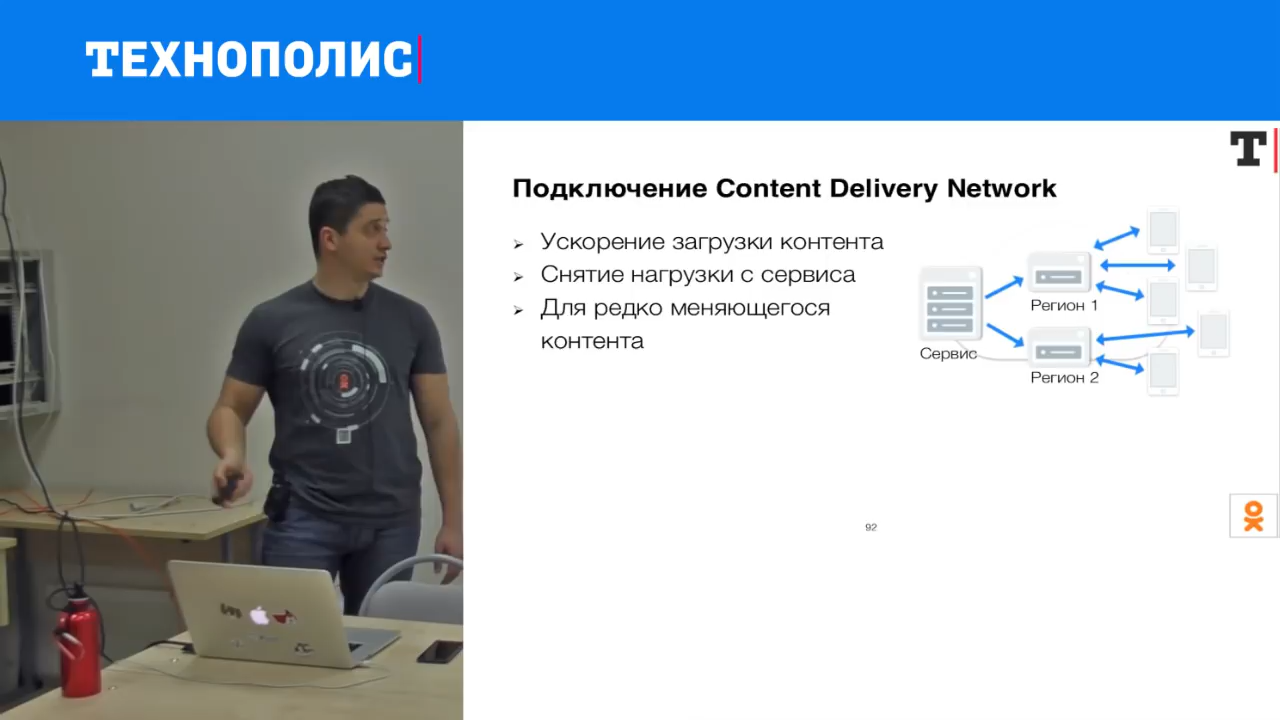 ТЕХНОПОЛИС
Т
Подключение Content Delivery Network
Ускорение загрузки контента
Снятие нагрузки с сервиса
Для редко меняющегося
контента
Сервис
Регион 1
Регион 2
92